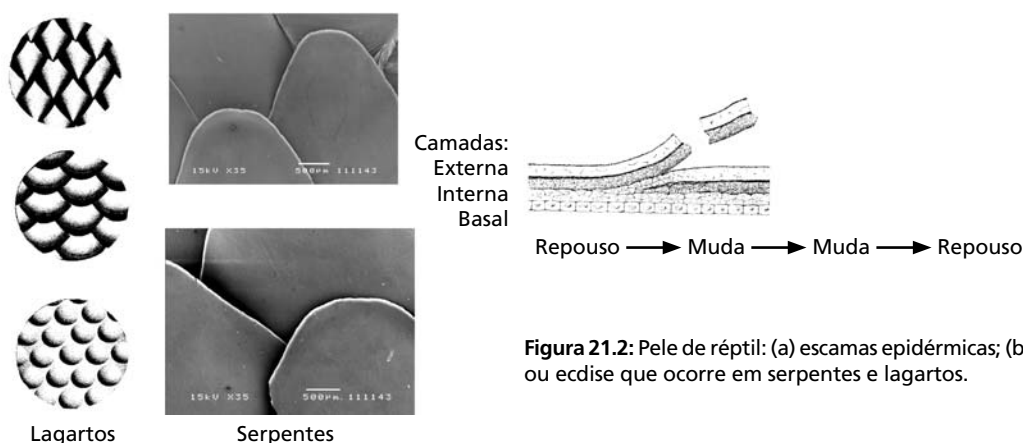 15kV X35 500μm 111143
15kV X35 500μm 111143
Lagartos
Serpentes
Camadas:
Externa
Interna
Basal
Repouso Muda Muda Repouso
Figura 21.2: Pele de réptil: (a) escamas epidérmicas; (b
ou ecdise que ocorre em serpentes e lagartos.